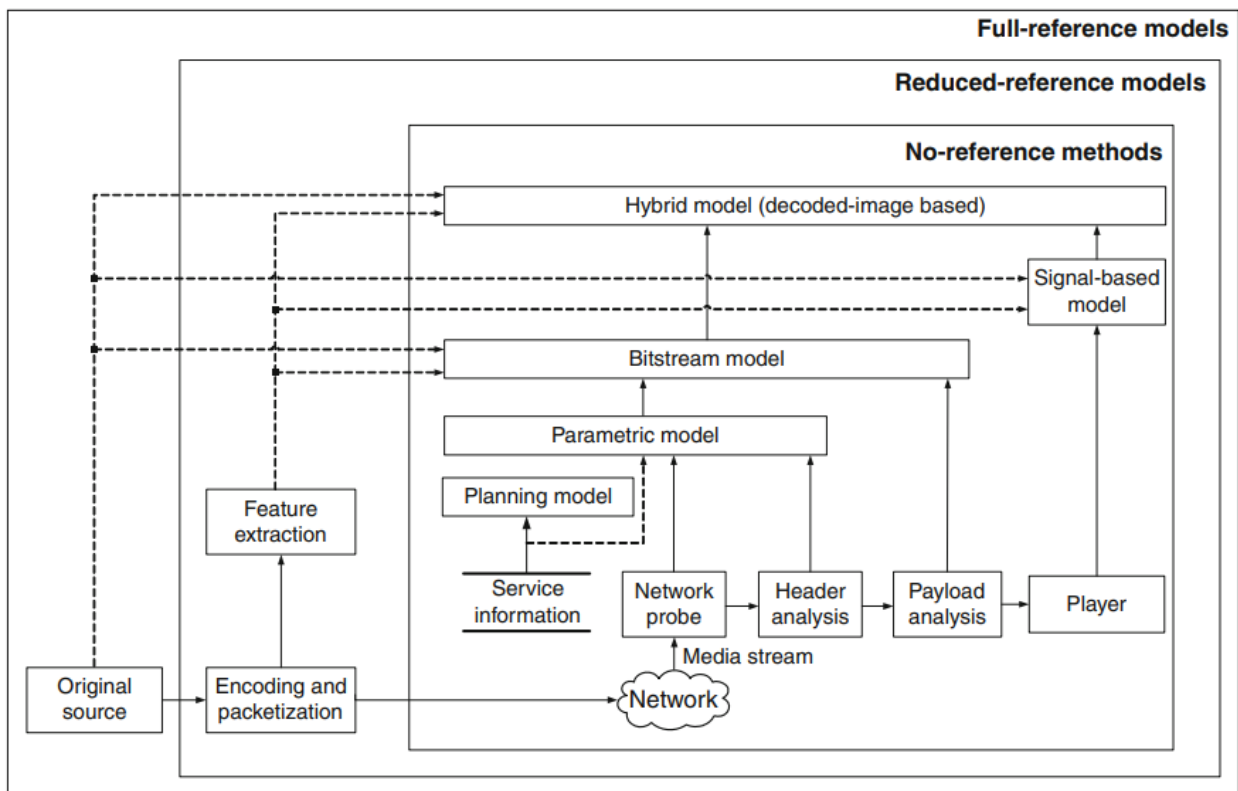 Full-reference models
Reduced-reference models
No-reference methods
Hybrid model (decoded-image based)
Signal-based
model
Bitstream model
Parametric model
Planning model
Feature
extraction
Service
information
Network
probe
Header
analysis
Payload
analysis
Player
Media stream
Original
source
Encoding and
packetization
Network